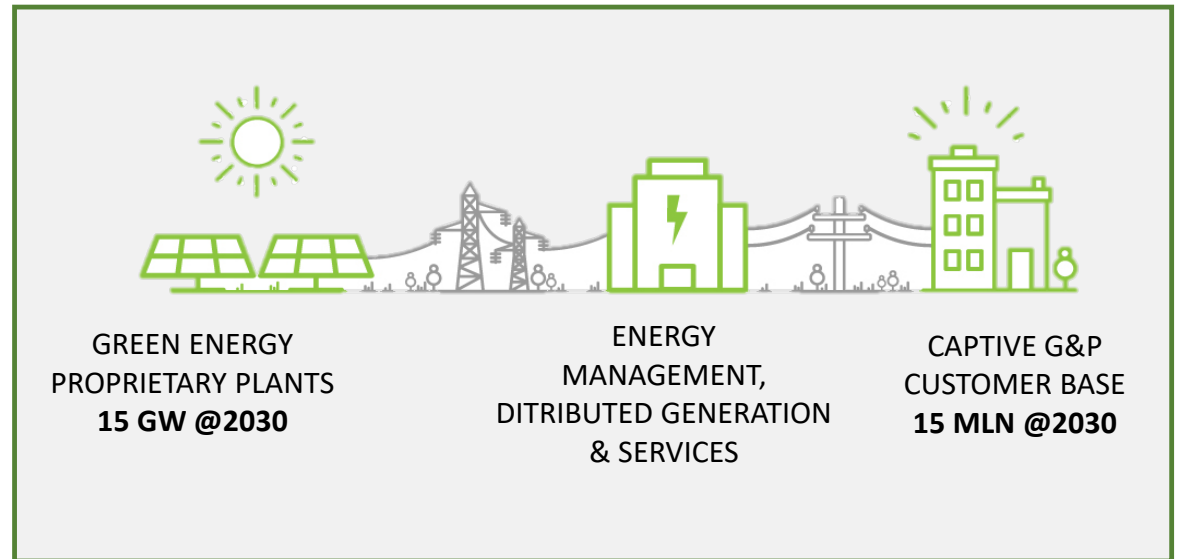 GREEN ENERGY
PROPRIETARY PLANTS
15 GW @2030
ENERGY
MANAGEMENT,
DITRIBUTED GENERATION
& SERVICES
CAPTIVE G&P
CUSTOMER BASE
15 MLN @2030